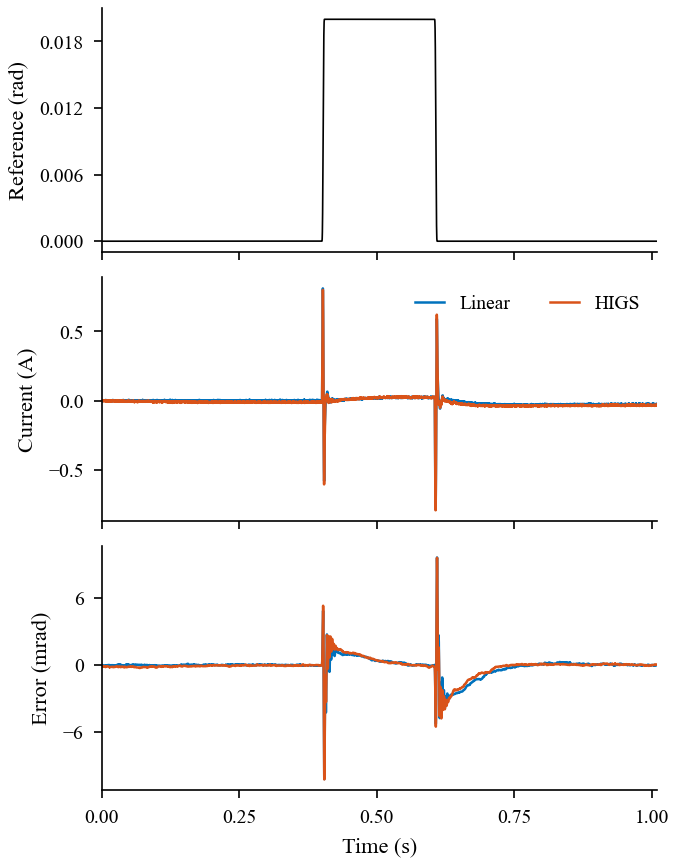 Reference (rad)
0.018
0.012
0.006
0.000
Current (A)
Linear
HIGS
0.5
0.0
−0.5
Error (mrad)
6
0
−6
0.00
0.25
0.50
0.75
1.00
Time (s)